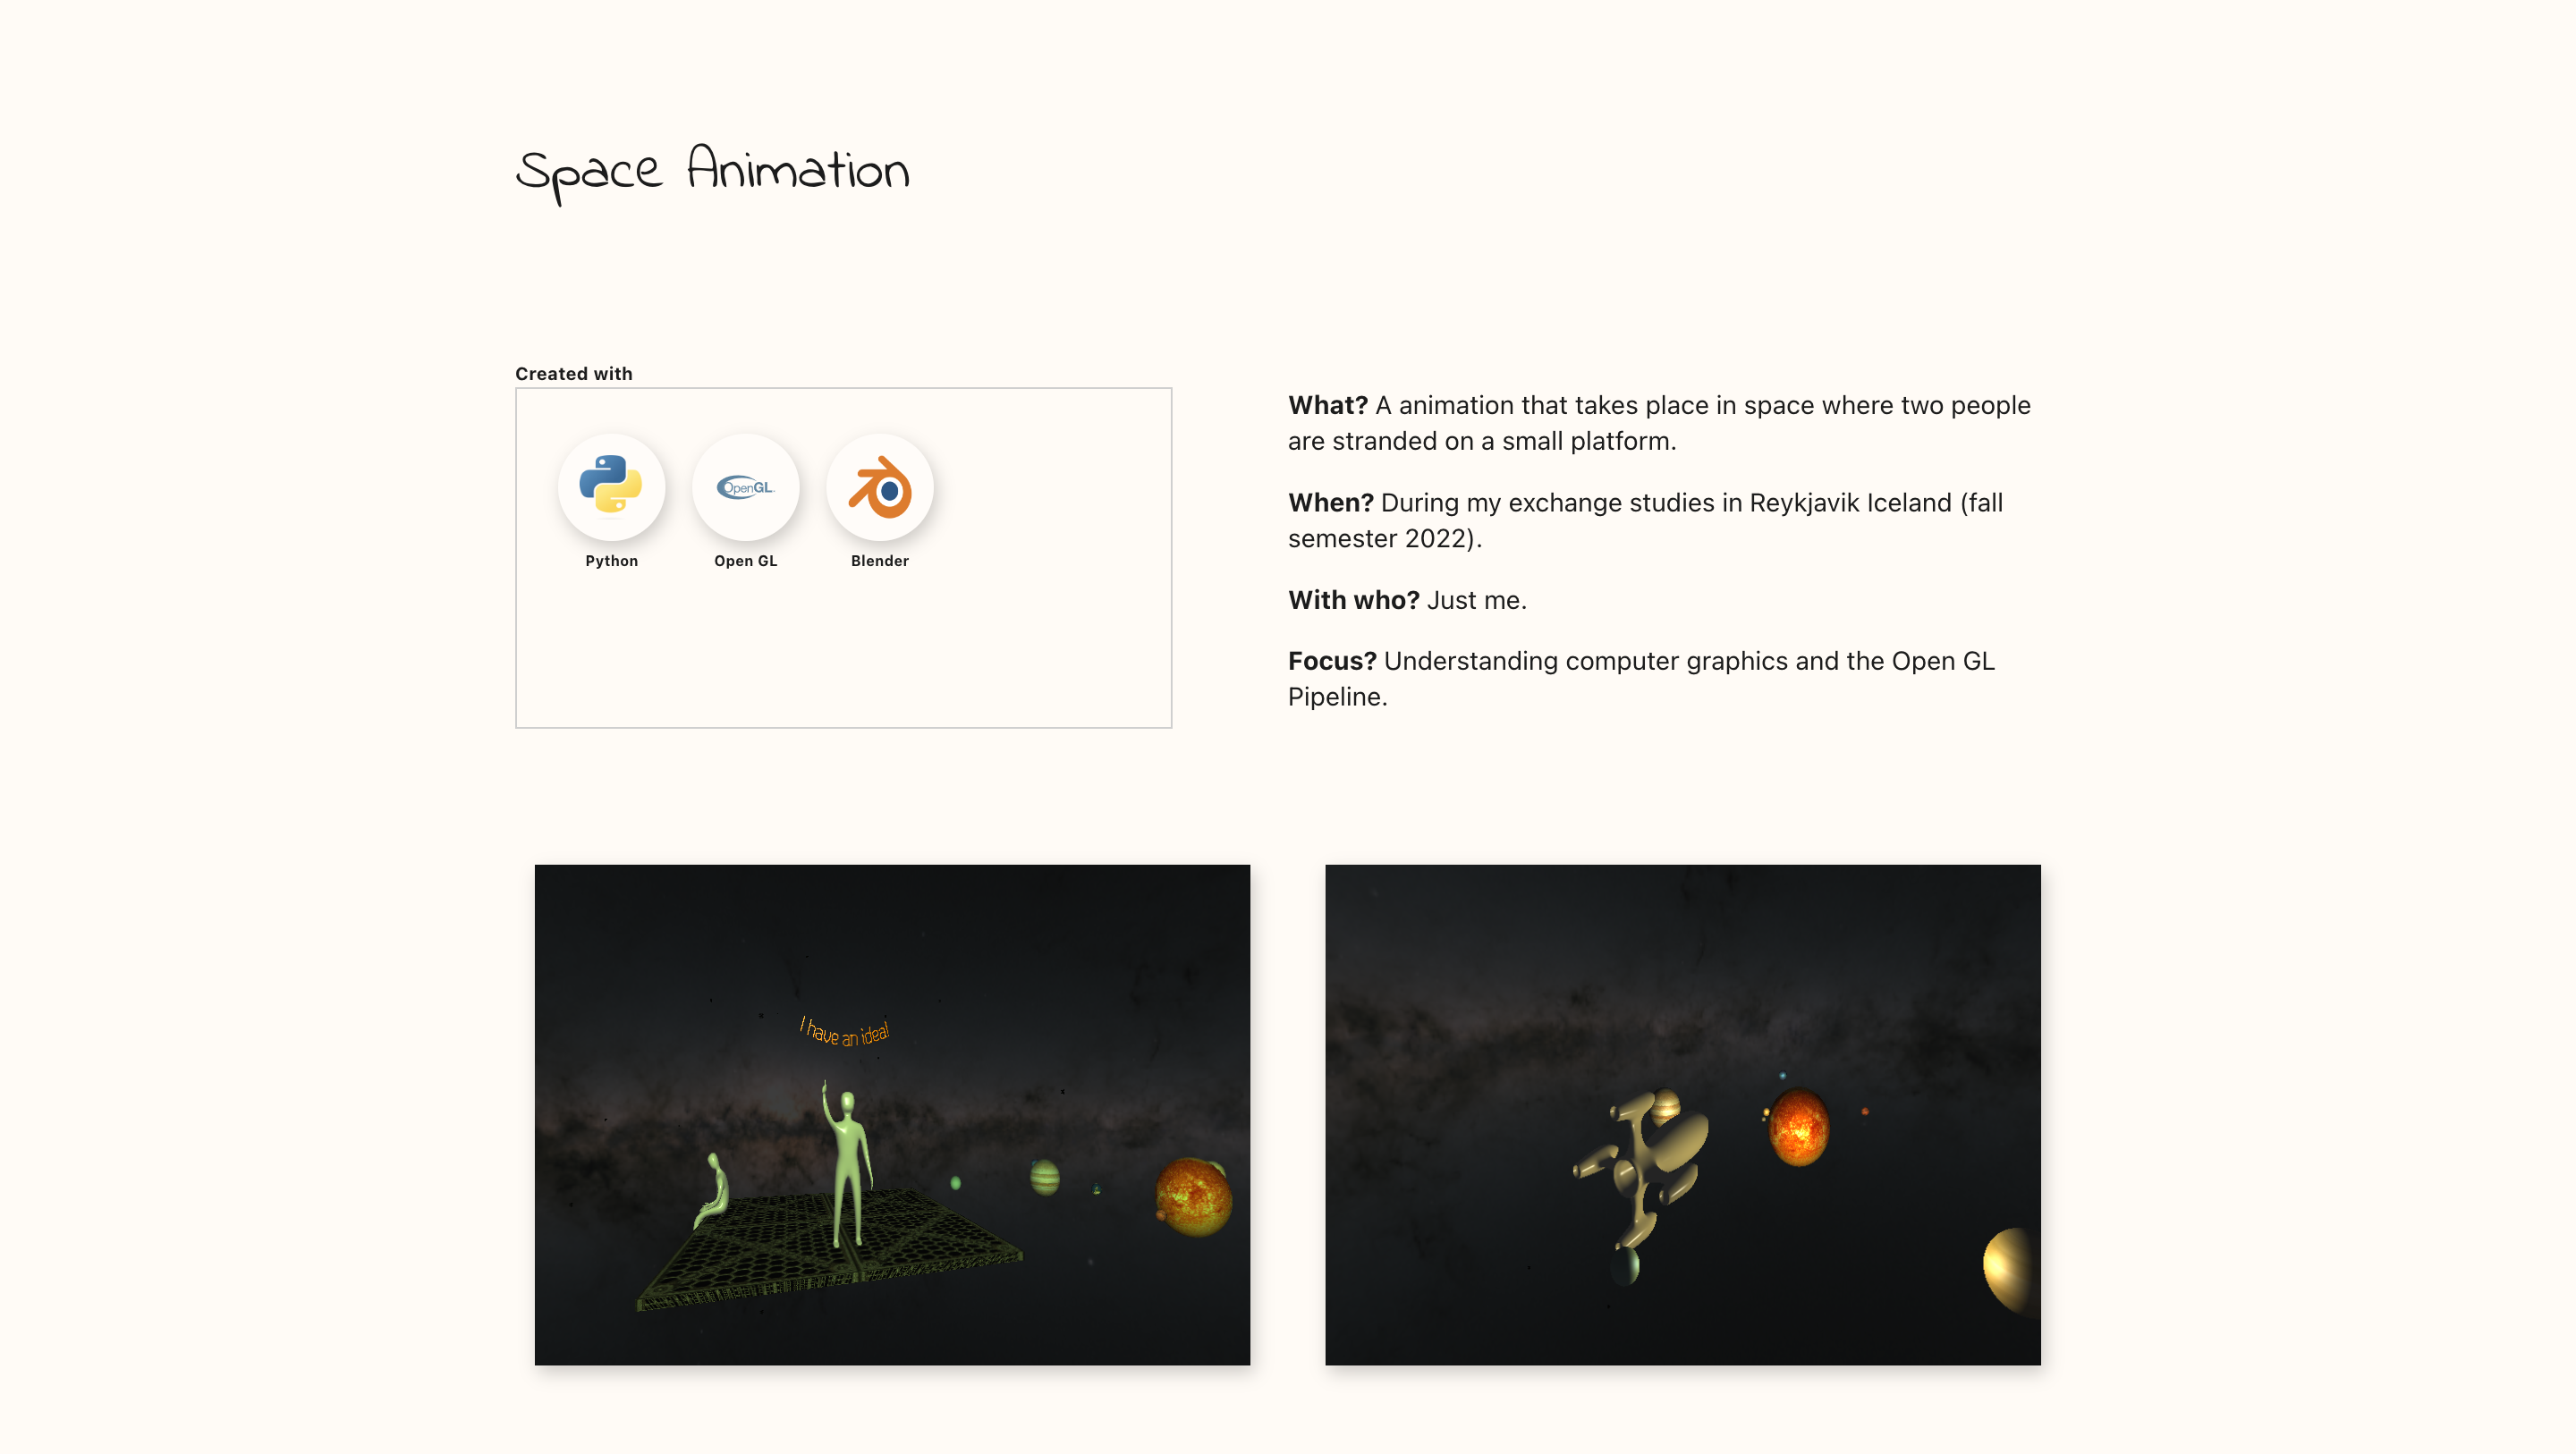 Space Animation
Created with
OpenGL
Python
Open GL
Blender
What? A animation that takes place in space where two people
are stranded on a small platform.
When? During my exchange studies in Reykjavik Iceland (fall
semester 2022).
With who? Just me.
Focus? Understanding computer graphics and the Open GL
Pipeline.
I have an idea!